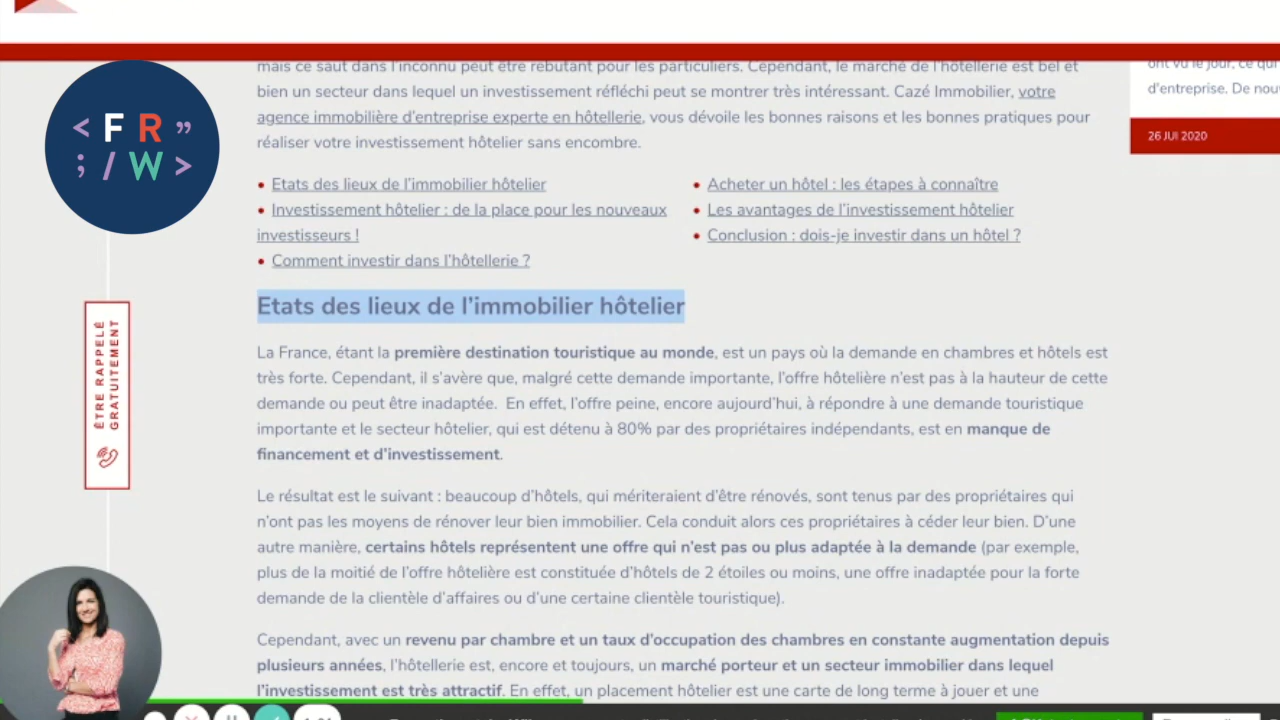 mais ce saut dans l'inconnu peut être rebutant pour les particuliers. Cependant, le marché de l'hôtellerie est bel et
bien un secteur dans lequel un investissement réfléchi peut se montrer très intéressant. Cazé Immobilier, votre
agence immobilière d'entreprise experte en hôtellerie, vous dévoile les bonnes raisons et les bonnes pratiques pour
réaliser votre investissement hôtelier sans encombre.
• Etats des lieux de l'immobilier hôtelier
• Investissement hôtelier : de la place pour les nouveaux
investisseurs !
• Comment investir dans l'hôtellerie ?
• Acheter un hôtel : les étapes à connaître
• Les avantages de l'investissement hôtelier
• Conclusion : dois-je investir dans un hôtel ?
Etats des lieux de l'immobilier hôtelier
La France, étant la première destination touristique au monde, est un pays où la demande en chambres et hôtels est
très forte. Cependant, il s'avère que, malgré cette demande importante, l'offre hôtelière n'est pas à la hauteur de cette
demande ou peut être inadaptée. En effet, l'offre peine, encore aujourd'hui, à répondre à une demande touristique
importante et le secteur hôtelier, qui est détenu à 80% par des propriétaires indépendants, est en manque de
financement et d'investissement.
Le résultat est le suivant : beaucoup d'hôtels, qui mériteraient d'être rénovés, sont tenus par des propriétaires qui
n'ont pas les moyens de rénover leur bien immobilier. Cela conduit alors ces propriétaires à céder leur bien. D'une
autre manière, certains hôtels représentent une offre qui n'est pas ou plus adaptée à la demande (par exemple,
plus de la moitié de l'offre hôtelière est constituée d'hôtels de 2 étoiles ou moins, une offre inadaptée pour la forte
demande de la clientèle d'affaires ou d'une certaine clientèle touristique).
Cependant, avec un revenu par chambre et un taux d'occupation des chambres en constante augmentation depuis
plusieurs années, l'hôtellerie est, encore et toujours, un marché porteur et un secteur immobilier dans lequel
l'investissement est très attractif. En effet, un placement hôtelier est une carte de long terme à jouer et une
ont vu le jour, ce qui
d'entreprise. De nou
26 JUI 2020
< F R ”
; / W >
ÊTRE RAPPELÉ
GRATUITEMENT